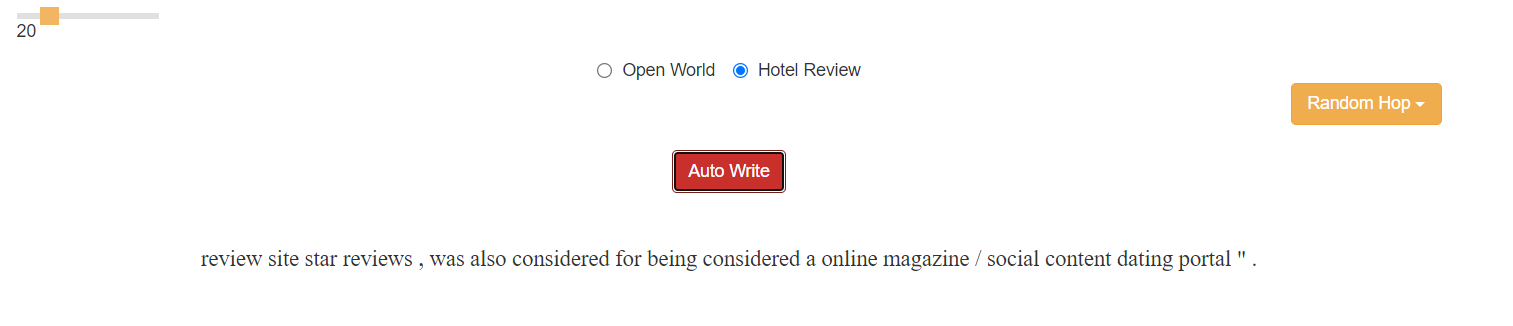 20
Open World Hotel Review
Random Hop
Auto Write
review site star reviews , was also considered for being considered a online magazine / social content dating portal " .